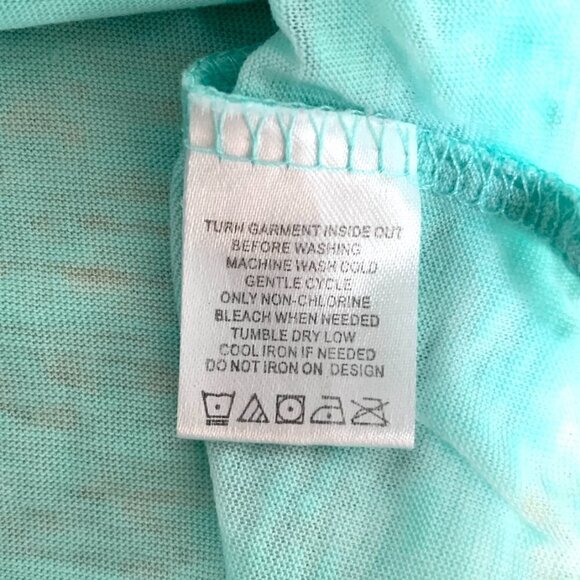 TURN GARMENT INSIDE OUT
BEFORE WASHING
MACHINE WASH COLD
GENTLE CYCLE
ONLY NON-CHLORINE
BLEACH WHEN NEEDED
TUMBLE DRY LOW
COOL IRON IF NEEDED
DO NOT IRON ON DESIGN